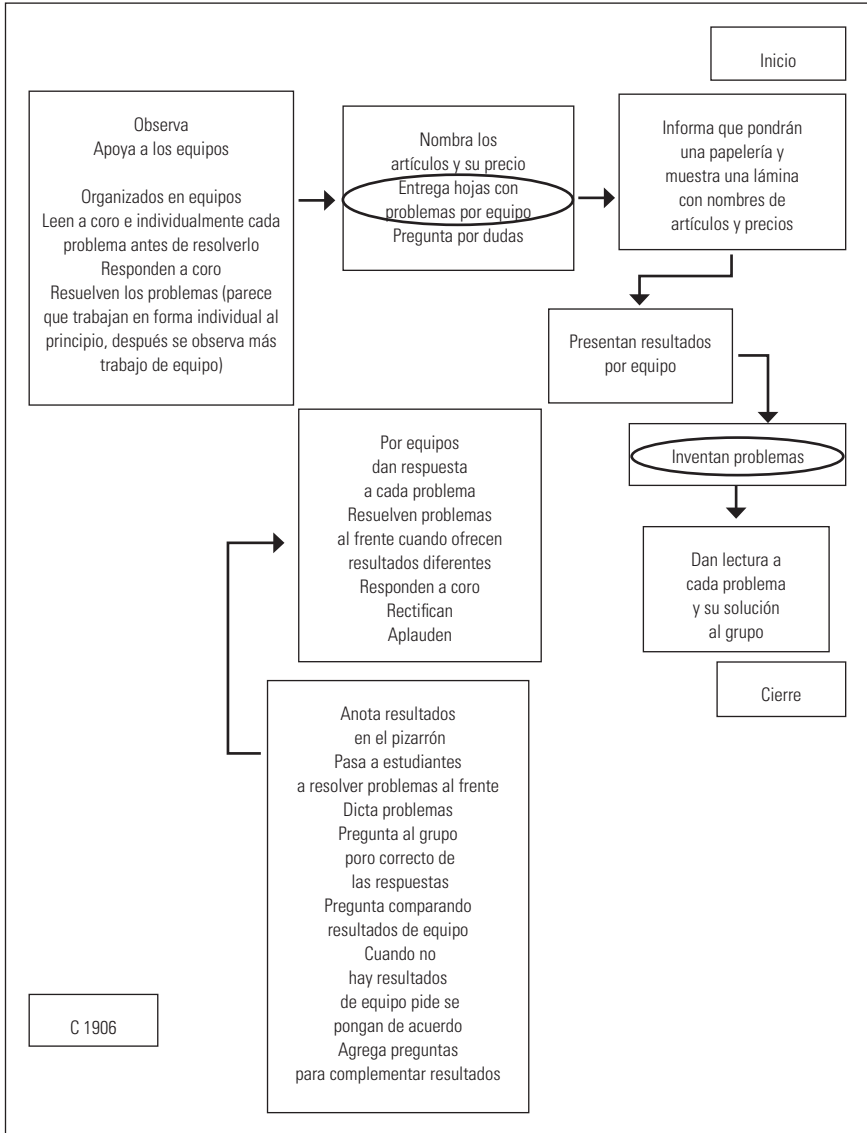 Inicio
Observa
Apoya a los equipos
Organizados en equipos
Leen a coro e individualmente cada
problema antes de resolverlo
Responden a coro
Resuelven los problemas (parece
que trabajan en forma individual al
principio, después se observa más
trabajo de equipo)
Nombra los
artículos y su precio
Entrega hojas con
problemas por equipo
Pregunta por dudas
Informa que pondrán
una papelería y
muestra una lámina
con nombres de
artículos y precios
Presentan resultados
por equipo
Inventan problemas
Por equipos
dan respuesta
a cada problema
Resuelven problemas
al frente cuando ofrecen
resultados diferentes
Responden a coro
Rectifican
Aplauden
Dan lectura a
cada problema
y su solución
al grupo
Cierre
Anota resultados
en el pizarrón
Pasa a estudiantes
a resolver problemas al frente
Dicta problemas
Pregunta al grupo
poro correcto de
las respuestas
Pregunta comparando
resultados de equipo
Cuando no
hay resultados
de equipo pide se
pongan de acuerdo
Agrega preguntas
para complementar resultados
C 1906